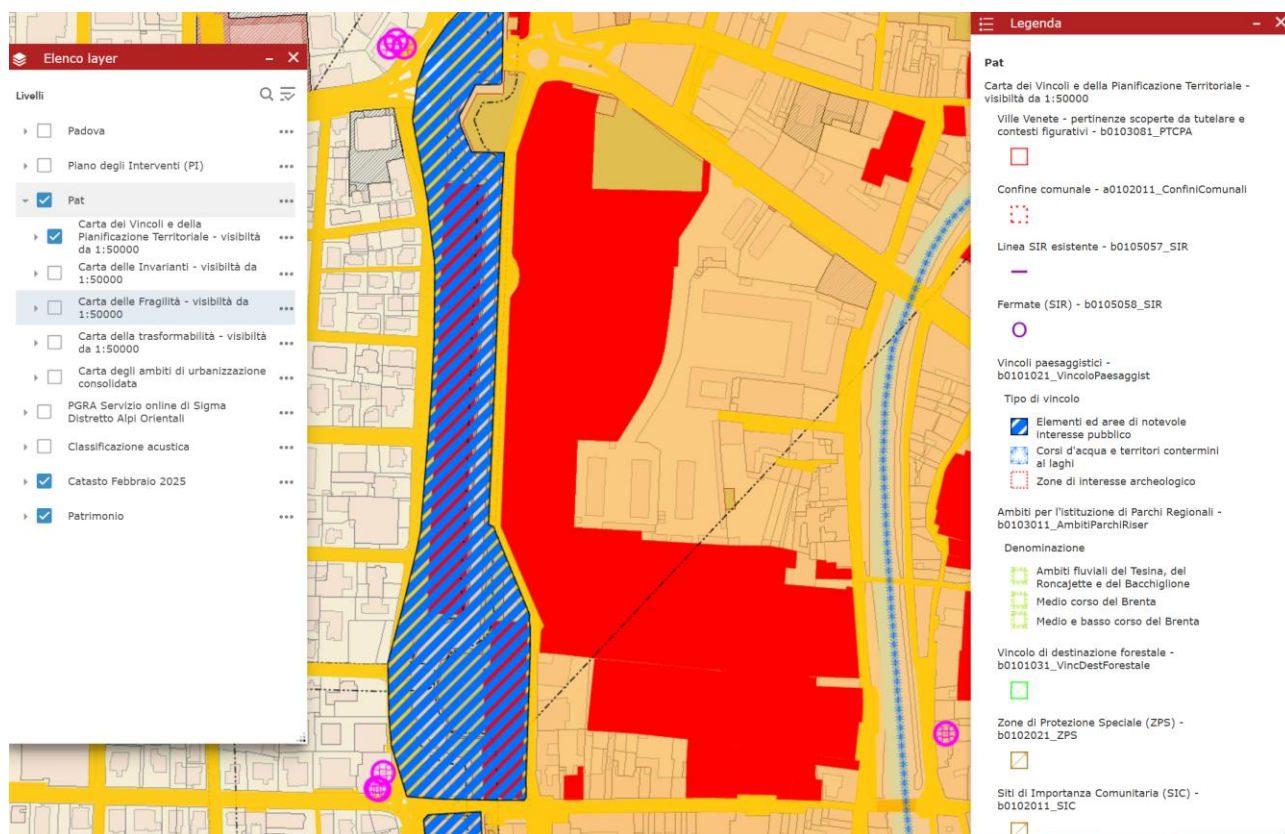 Elenco layer
Livelli
Padova
Piano degli Interventi (PI)
Pat
Carta dei Vincoli e della
Pianificazione Territoriale - visibiltà
da 1:50000
Carta delle Invarianti - visibiltà da
1:50000
Carta delle Fragilità - visibiltà da
1:50000
Carta della trasformabilità - visibiltà
da 1:50000
Carta degli ambiti di urbanizzazione
consolidata
PGRA Servizio online di Sigma
Distretto Alpi Orientali
Classificazione acustica
Catasto Febbraio 2025
Patrimonio
Legenda
Pat
Carta dei Vincoli e della Pianificazione Territoriale -
visibiltà da 1:50000
Ville Venete - pertinenze scoperte da tutelare e
contesti figurativi - b0103081_PTCPA
Confine comunale - a0102011_ConfiniComunali
Linea SIR esistente - b0105057_SIR
Fermate (SIR) - b0105058_SIR
Vincoli paesaggistici -
b0101021_VincoloPaesaggist
Tipo di vincolo
Elementi ed aree di notevole
interesse pubblico
Corsi d'acqua e territori contermini
al laghi
Zone di interesse archeologico
Ambiti per l'istituzione di Parchi Regionali -
b0103011_AmbitiParchiRiser
Denominazione
Ambiti fluviali del Tesina, del
Roncajette e del Bacchiglione
Medio corso del Brenta
Medio e basso corso del Brenta
Vincolo di destinazione forestale -
b0101031_VincDestForestale
Zone di Protezione Speciale (ZPS) -
b0102021_ZPS
Siti di Importanza Comunitaria (SIC) -
b0102011_SIC